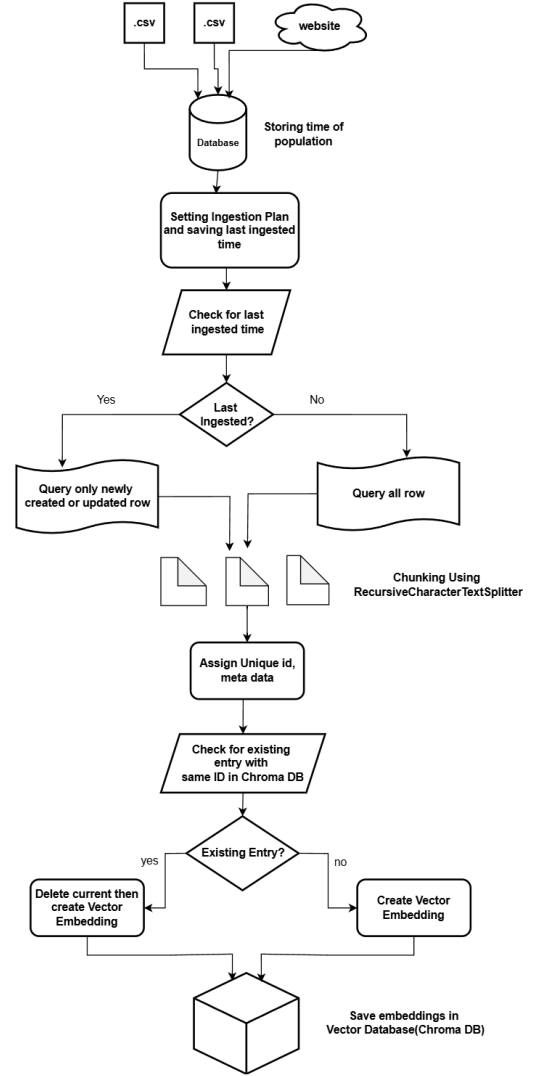 .csv
.csv
website
Database
Storing time of
population
Setting Ingestion Plan
and saving last ingested
time
Check for last
ingested time
Yes
Last
Ingested?
No
Query only newly
created or updated row
Query all row
Chunking Using
RecursiveCharacterTextSplitter
Assign Unique id,
meta data
Check for existing
entry with
same ID in Chroma DB
yes
Existing Entry?
no
Delete current then
create Vector
Embedding
Create Vector
Embedding
Save embeddings in
Vector Database(Chroma DB)